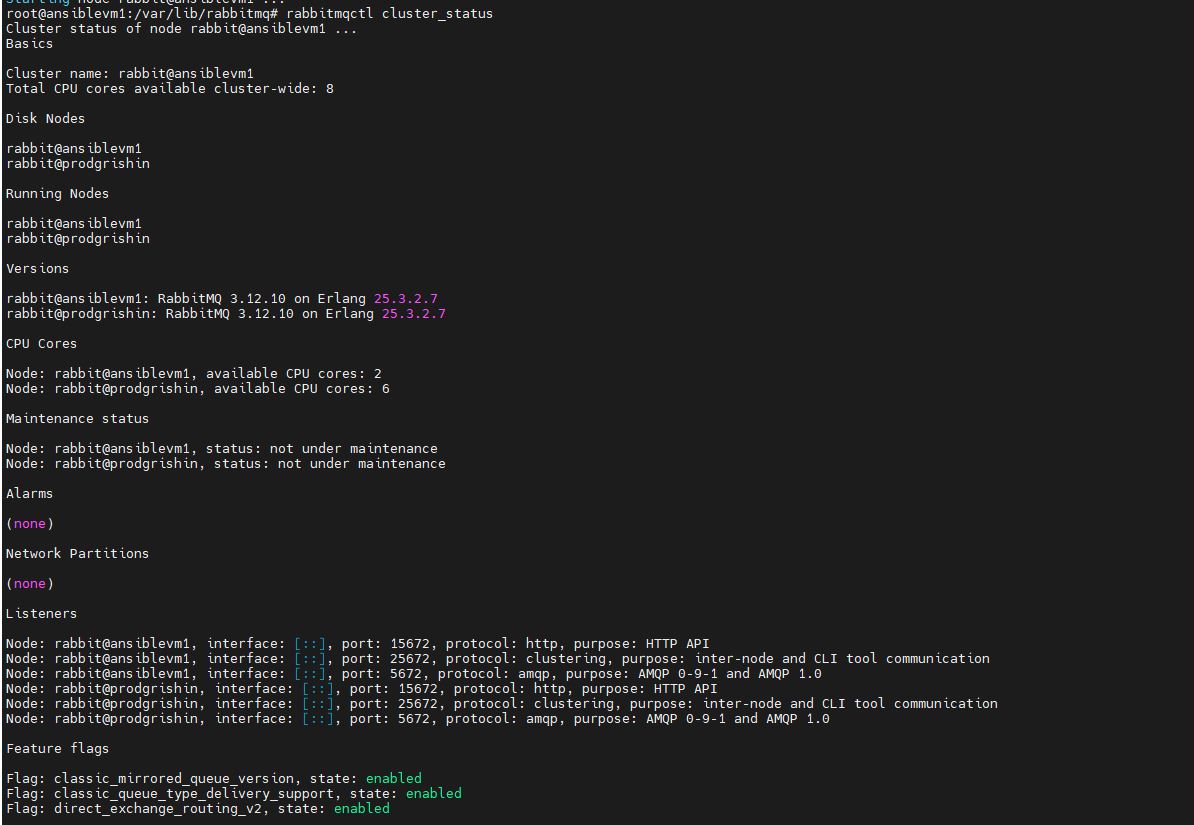 Starting node rabbit@ansiblevm1 ...
root@ansiblevm1:/var/lib/rabbitmq# rabbitmqctl cluster_status
Cluster status of node rabbit@ansiblevm1 ...
Basics
Cluster name: rabbit@ansiblevm1
Total CPU cores available cluster-wide: 8
Disk Nodes
rabbit@ansiblevm1
rabbit@prodgrishin
Running Nodes
rabbit@ansiblevm1
rabbit@prodgrishin
Versions
rabbit@ansiblevm1: RabbitMQ 3.12.10 on Erlang 25.3.2.7
rabbit@prodgrishin: RabbitMQ 3.12.10 on Erlang 25.3.2.7
CPU Cores
Node: rabbit@ansiblevm1, available CPU cores: 2
Node: rabbit@prodgrishin, available CPU cores: 6
Maintenance status
Node: rabbit@ansiblevm1, status: not under maintenance
Node: rabbit@prodgrishin, status: not under maintenance
Alarms
(none)
Network Partitions
(none)
Listeners
Node: rabbit@ansiblevm1, interface: [::], port: 15672, protocol: http, purpose: HTTP API
Node: rabbit@ansiblevm1, interface: [::], port: 25672, protocol: clustering, purpose: inter-node and CLI tool communication
Node: rabbit@ansiblevm1, interface: [::], port: 5672, protocol: amqp, purpose: AMQP 0-9-1 and AMQP 1.0
Node: rabbit@prodgrishin, interface: [::], port: 15672, protocol: http, purpose: HTTP API
Node: rabbit@prodgrishin, interface: [::], port: 25672, protocol: clustering, purpose: inter-node and CLI tool communication
Node: rabbit@prodgrishin, interface: [::], port: 5672, protocol: amqp, purpose: AMQP 0-9-1 and AMQP 1.0
Feature flags
Flag: classic_mirrored_queue_version, state: enabled
Flag: classic_queue_type_delivery_support, state: enabled
Flag: direct_exchange_routing_v2, state: enabled